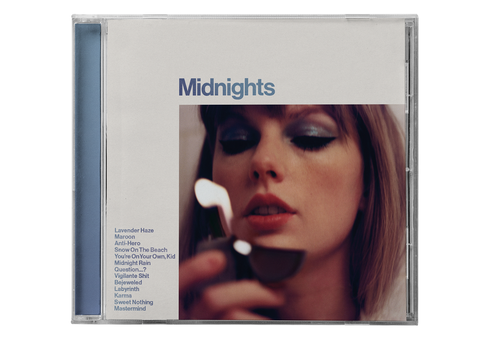 Midnights
Lavender Haze
Maroon
Anti-Hero
Snow On The Beach
You're On Your Own, Kid
Midnight Rain
Question...?
Vigilante Shit
Bejeweled
Labyrinth
Karma
Sweet Nothing
Mastermind